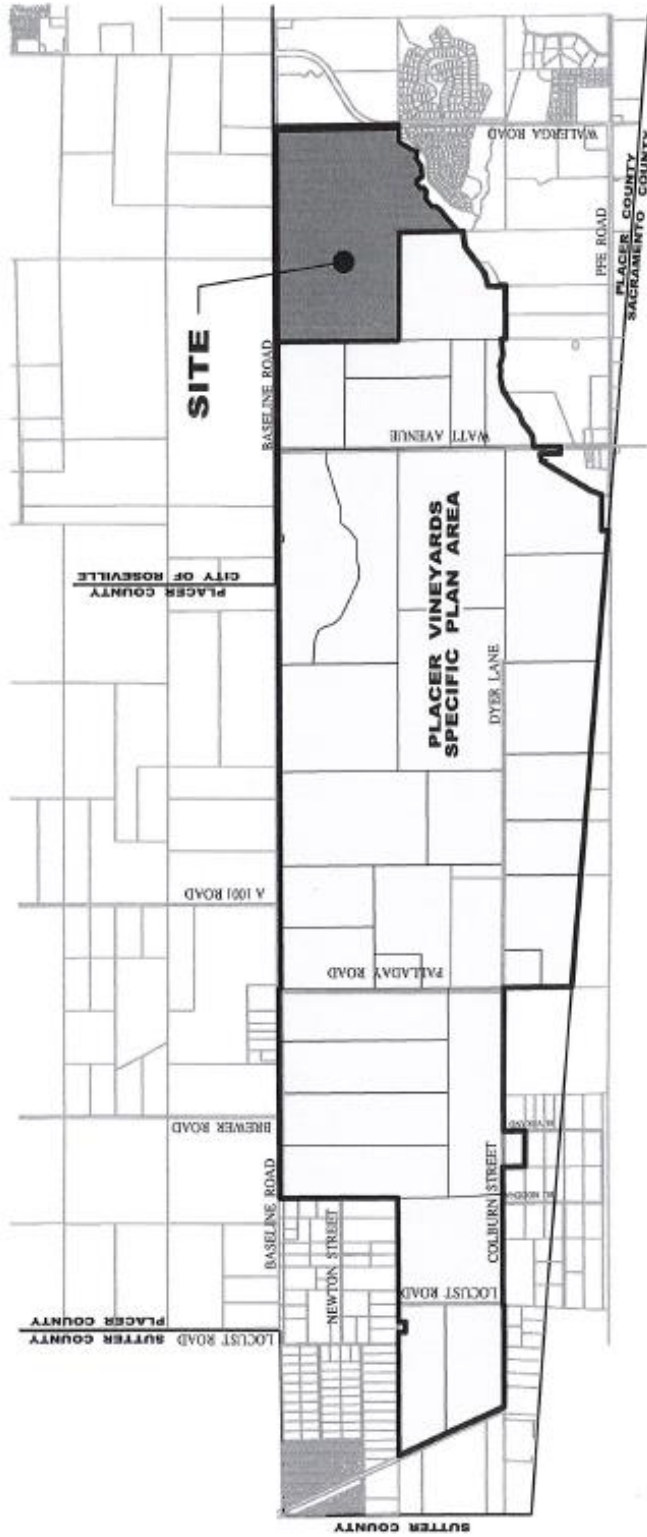 SITE
BASELINE ROAD
WALERGA ROAD
PFE ROAD
PLACER COUNTY
SACRAMENTO COUNTY
WATT AVENUE
CITY OF ROSEVILLE
PLACER COUNTY
PLACER VINEYARDS
SPECIFIC PLAN AREA
DYER LANE
A 1001 ROAD
PALLADAY ROAD
BREWER ROAD
BASELINE ROAD
NEWTON STREET
COLBURN STREET
LOCUST ROAD
PLACER COUNTY
SUTTER COUNTY
LOCUST ROAD
SUTTER COUNTY